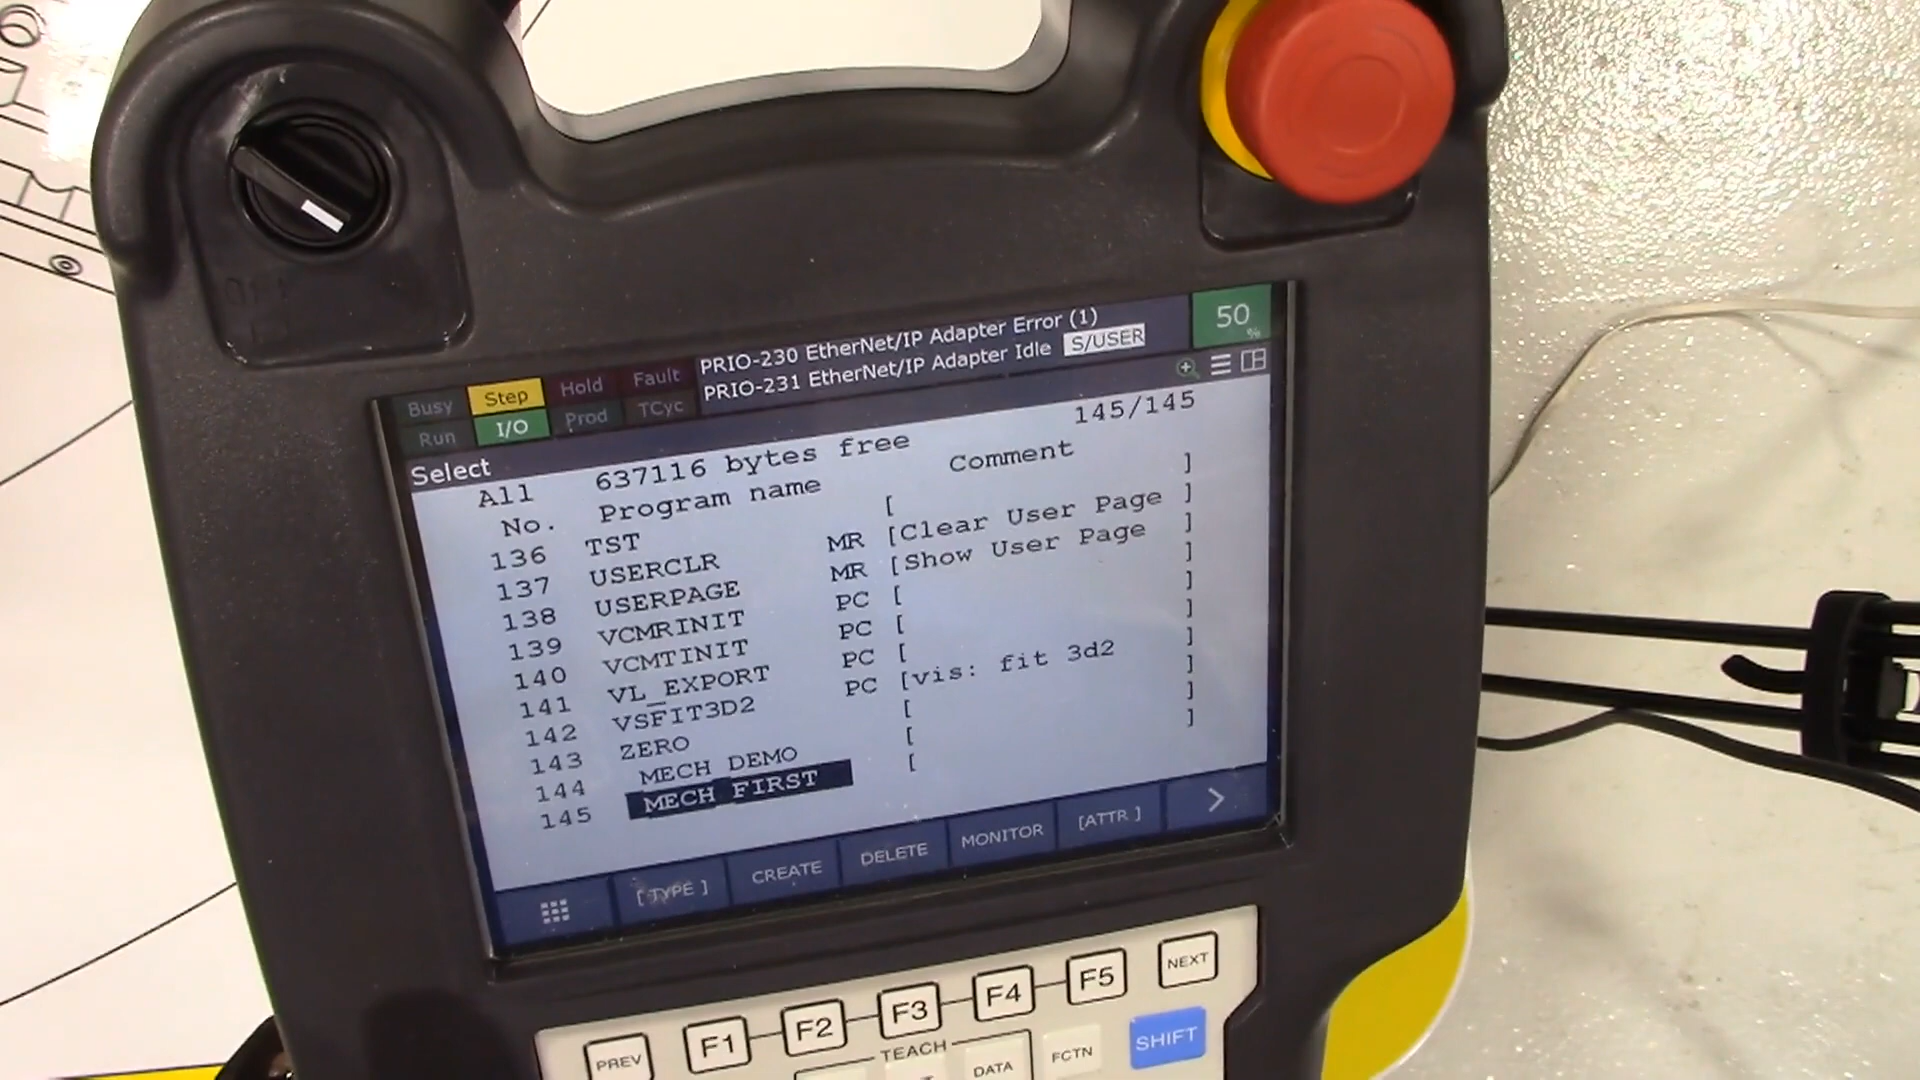 PRIO-230 EtherNet/IP Adapter Error (1)
PRIO-231 EtherNet/IP Adapter Idle S/USER
50 %
Busy Step Hold Fault
Run I/O Prod TCyc
Select
145/145
All 637116 bytes free
No. Program name Comment
136 TST [ ]
137 USERCLR MR [Clear User Page ]
138 USERPAGE MR [Show User Page ]
139 VCMRINIT PC [ ]
140 VCMTINIT PC [ ]
141 VL_EXPORT PC [ ]
142 VSFIT3D2 PC [vis: fit 3d2 ]
143 ZERO [ ]
144 MECH DEMO [ ]
145 MECH FIRST [ ]
[ TYPE ] CREATE DELETE MONITOR [ATTR ] >
PREV F1 F2 F3 F4 F5 NEXT
TEACH
DATA FCTN SHIFT